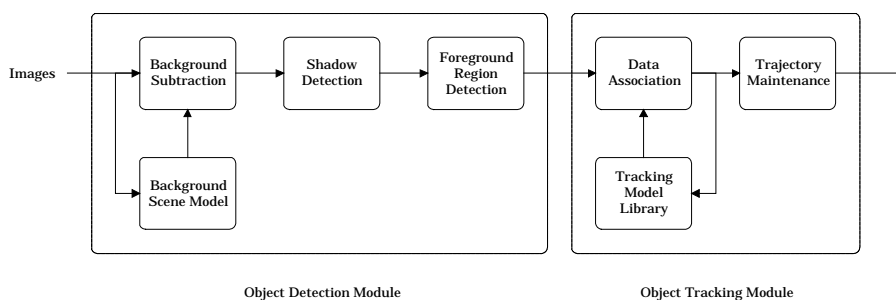 Images
Background
Subtraction
Shadow
Detection
Foreground
Region
Detection
Data
Association
Trajectory
Maintenance
Background
Scene Model
Tracking
Model
Library
Object Detection Module
Object Tracking Module